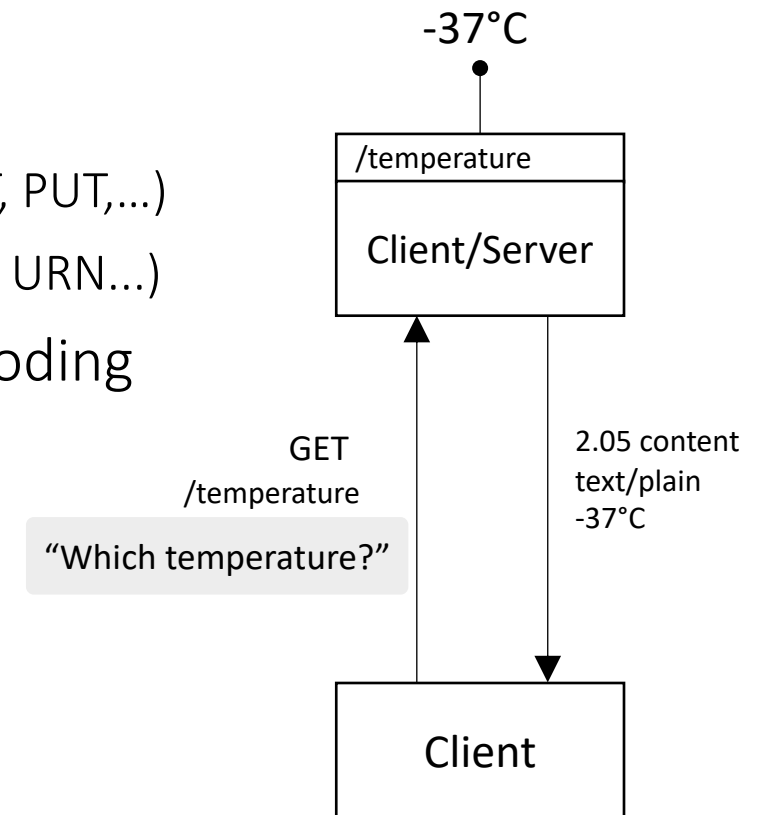 -37°C
/temperature
Client/Server
, PUT,...)
URN...)
oding
GET
/temperature
“Which temperature?”
2.05 content
text/plain
-37°C
Client